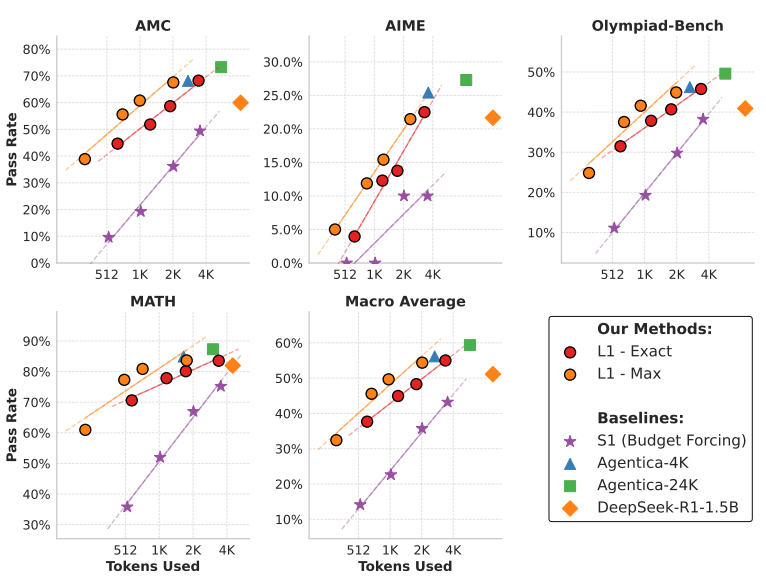 AMC
AIME
Olympiad-Bench
80%
70%
60%
50%
40%
30%
20%
10%
0%
Pass Rate
512 1K 2K 4K
30.0%
25.0%
20.0%
15.0%
10.0%
5.0%
0.0%
512 1K 2K 4K
50%
40%
30%
20%
10%
512 1K 2K 4K
MATH
Macro Average
90%
80%
70%
60%
50%
40%
30%
Pass Rate
512 1K 2K 4K
Tokens Used
60%
50%
40%
30%
20%
10%
512 1K 2K 4K
Tokens Used
Our Methods:
L1 - Exact
L1 - Max
Baselines:
S1 (Budget Forcing)
Agentica-4K
Agentica-24K
DeepSeek-R1-1.5B